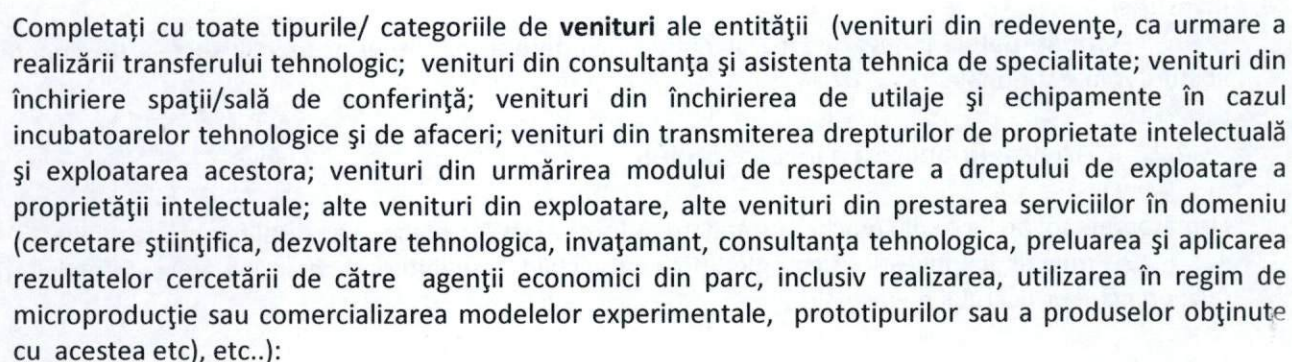 Completați cu toate tipurile/ categoriile de venituri ale entităţii (venituri din redevenţe, ca urmare a
realizării transferului tehnologic; venituri din consultanţa şi asistenta tehnica de specialitate; venituri din
închiriere spaţii/sală de conferinţă; venituri din închirierea de utilaje şi echipamente în cazul
incubatoarelor tehnologice şi de afaceri; venituri din transmiterea drepturilor de proprietate intelectuală
şi exploatarea acestora; venituri din urmărirea modului de respectare a dreptului de exploatare a
proprietăţii intelectuale; alte venituri din exploatare, alte venituri din prestarea serviciilor în domeniu
(cercetare ştiinţifica, dezvoltare tehnologica, invaţamant, consultanţa tehnologica, preluarea şi aplicarea
rezultatelor cercetării de către agenţii economici din parc, inclusiv realizarea, utilizarea în regim de
microproducţie sau comercializarea modelelor experimentale, prototipurilor sau a produselor obţinute
cu acestea etc), etc..):